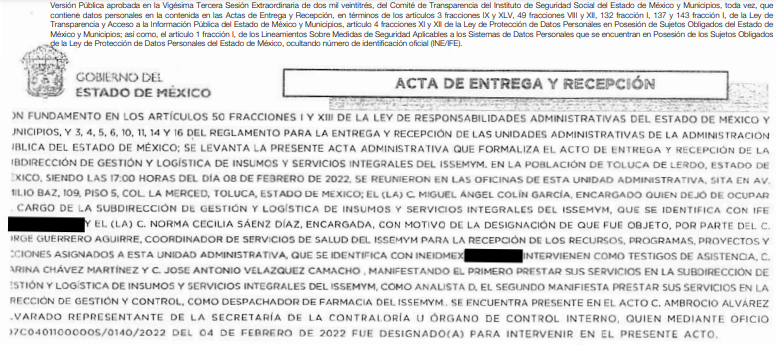 Versión Pública aprobada en la Vigésima Tercera Sesión Extraordinaria de dos mil veintitrés, del Comité de Transparencia del Instituto de Seguridad Social del Estado de México y Municipios, toda vez, que
contiene datos personales en la contenida en las Actas de Entrega y Recepción, en términos de los artículos 3 fracciones IX y XLV, 49 fracciones VIII y XII, 132 fracción I, 137 y 143 fracción I, de la Ley de
Transparencia y Acceso a la Información Pública del Estado de México y Municipios, artículo 4 fracciones XI y XII de la Ley de Protección de Datos Personales en Posesión de Sujetos Obligados del Estado de
México y Municipios; así como, el artículo 1 fracción I, de los Lineamientos Sobre Medidas de Seguridad Aplicables a los Sistemas de Datos Personales que se encuentran en Posesión de los Sujetos Obligados
de la Ley de Protección de Datos Personales del Estado de México, ocultando número de identificación oficial (INE/IFE).
GOBIERNO DEL
ESTADO DE MÉXICO
ACTA DE ENTREGA Y RECEPCIÓN
ON FUNDAMENTO EN LOS ARTÍCULOS 50 FRACCIONES I Y XIII DE LA LEY DE RESPONSABILIDADES ADMINISTRATIVAS DEL ESTADO DE MÉXICO Y
UNICIPIOS, Y 3, 4, 5, 6, 10, 11, 14 Y 16 DEL REGLAMENTO PARA LA ENTREGA Y RECEPCIÓN DE LAS UNIDADES ADMINISTRATIVAS DE LA ADMINISTRACIÓN
ÚBLICA DEL ESTADO DE MÉXICO; SE LEVANTA LA PRESENTE ACTA ADMINISTRATIVA QUE FORMALIZA EL ACTO DE ENTREGA Y RECEPCIÓN DE LA
UBDIRECCIÓN DE GESTIÓN Y LOGÍSTICA DE INSUMOS Y SERVICIOS INTEGRALES DEL ISSEMYM. EN LA POBLACIÓN DE TOLUCA DE LERDO, ESTADO DE
ÉXICO, SIENDO LAS 17:00 HORAS DEL DÍA 08 DE FEBRERO DE 2022, SE REUNIERON EN LAS OFICINAS DE ESTA UNIDAD ADMINISTRATIVA, SITA EN AV.
ILIO BAZ, 109, PISO 5, COL. LA MERCED, TOLUCA, ESTADO DE MEXICO; EL (LA) C. MIGUEL ÁNGEL COLÍN GARCÍA, ENCARGADO QUIEN DEJÓ DE OCUPAR
CARGO DE LA SUBDIRECCIÓN DE GESTIÓN Y LOGÍSTICA DE INSUMOS Y SERVICIOS INTEGRALES DEL ISSEMYM, QUE SE IDENTIFICA CON IFE
Y EL (LA) C. NORMA CECILIA SÁENZ DÍAZ, ENCARGADA, CON MOTIVO DE LA DESIGNACIÓN DE QUE FUE OBJETO, POR PARTE DEL C.
ORGE GUERRERO AGUIRRE, COORDINADOR DE SERVICIOS DE SALUD DEL ISSEMYM PARA LA RECEPCIÓN DE LOS RECURSOS, PROGRAMAS, PROYECTOS Y
CCIONES ASIGNADOS A ESTA UNIDAD ADMINISTRATIVA, QUE SE IDENTIFICA CON INEIDMEX INTERVIENEN COMO TESTIGOS DE ASISTENCIA, C.
ARINA CHÁVEZ MARTÍNEZ Y C. JOSE ANTONIO VELAZQUEZ CAMACHO , MANIFESTANDO EL PRIMERO PRESTAR SUS SERVICIOS EN LA SUBDIRECCIÓN DE
ESTIÓN Y LOGÍSTICA DE INSUMOS Y SERVICIOS INTEGRALES DEL ISSEMYM, COMO ANALISTA D, EL SEGUNDO MANIFIESTA PRESTAR SUS SERVICIOS EN LA
RECCIÓN DE GESTIÓN Y CONTROL, COMO DESPACHADOR DE FARMACIA DEL ISSEMYM . SE ENCUENTRA PRESENTE EN EL ACTO C. AMBROCIO ALVÁREZ
LVARADO REPRESENTANTE DE LA SECRETARÍA DE LA CONTRALORÍA U ÓRGANO DE CONTROL INTERNO, QUIEN MEDIANTE OFICIO
07C04011000005/0140/2022 DEL 04 DE FEBRERO DE 2022 FUE DESIGNADO(A) PARA INTERVENIR EN EL PRESENTE ACTO.